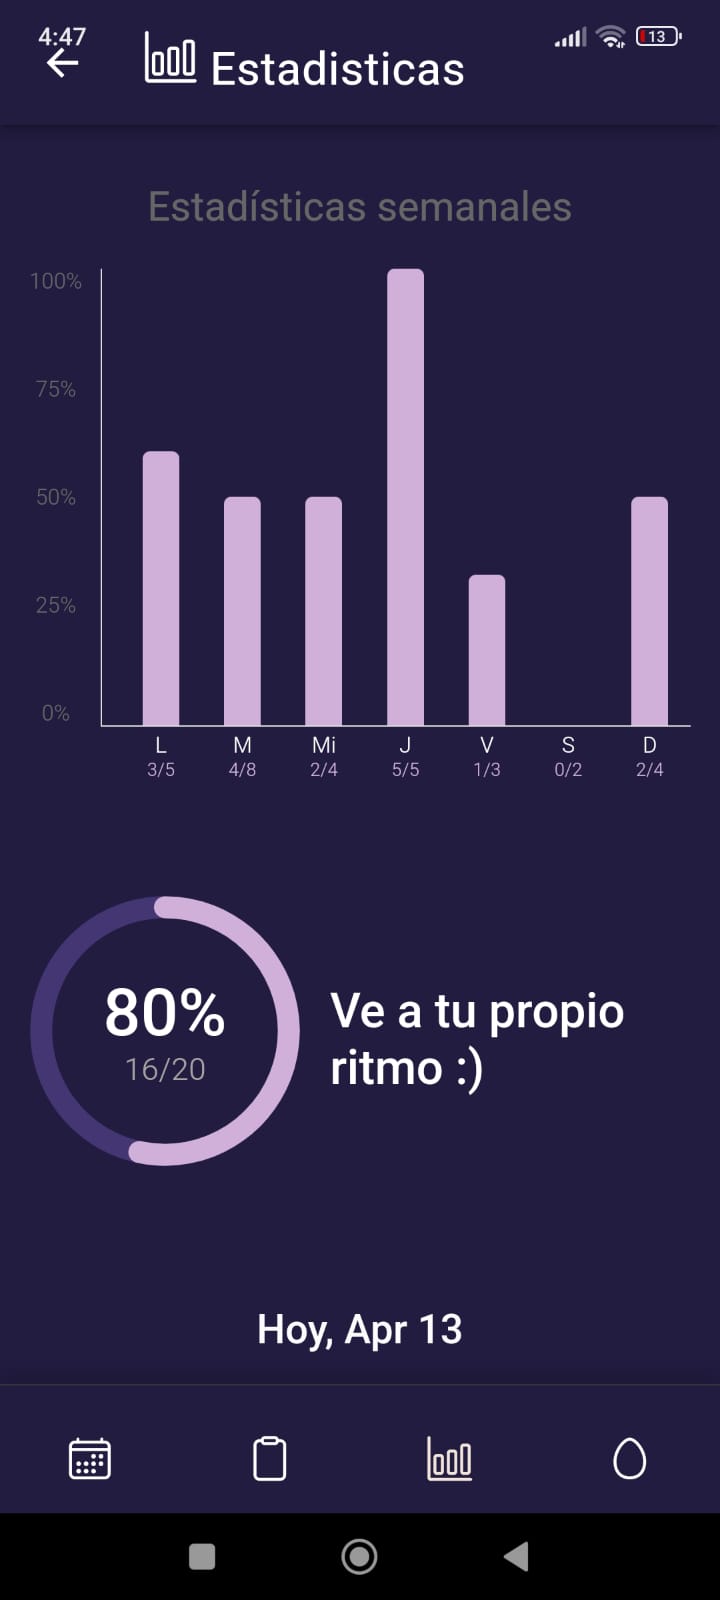 4:47
13
Estadisticas
Estadísticas semanales
100%
75%
50%
25%
0%
L M Mi J V S D
3/5 4/8 2/4 5/5 1/3 0/2 2/4
80%
16/20
Ve a tu propio
ritmo :)
Hoy, Apr 13